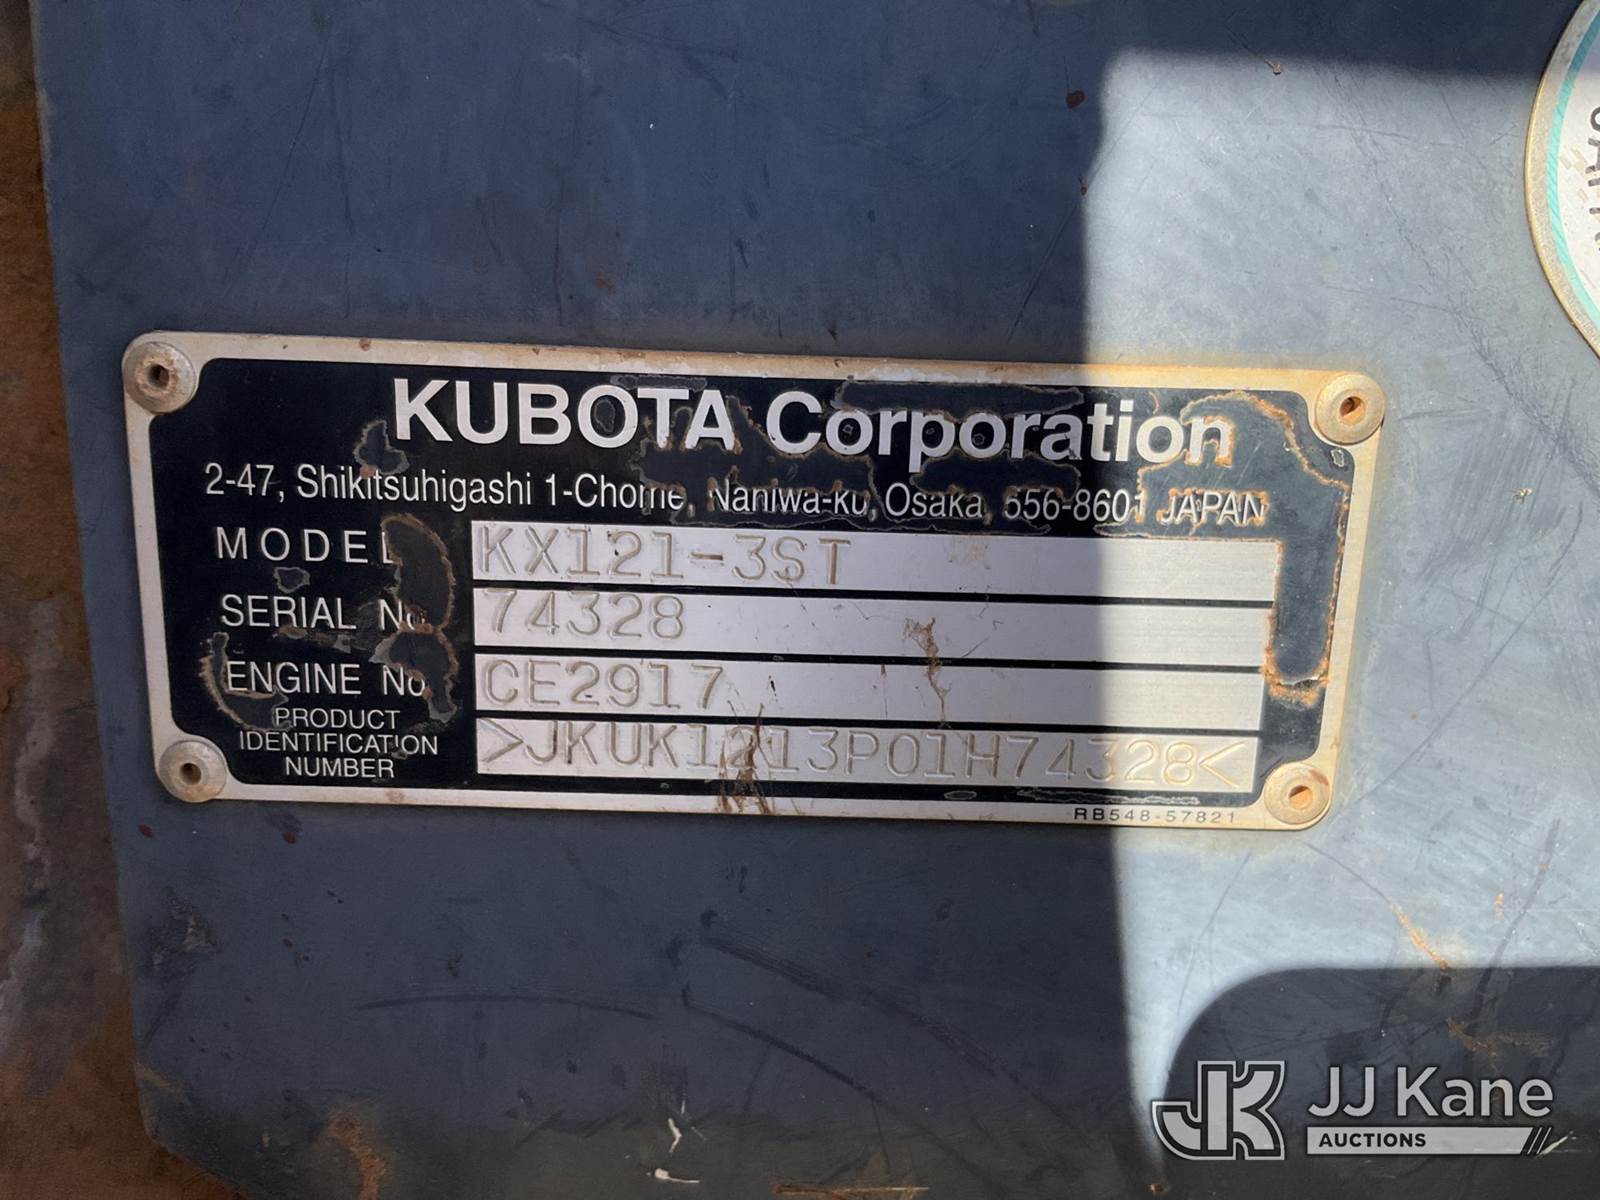 KUBOTA Corporation
2-47, Shikitsuhigashi 1-Chome, Naniwa-Ku, Osaka, 556-8601 JAPAN
MODEL KX121-3ST
SERIAL No. 74328
ENGINE No. CE2917
PRODUCT
IDENTIFICATION
NUMBER >JKUK1213P01H74328<
RB548-57821
JK JJ Kane
AUCTIONS